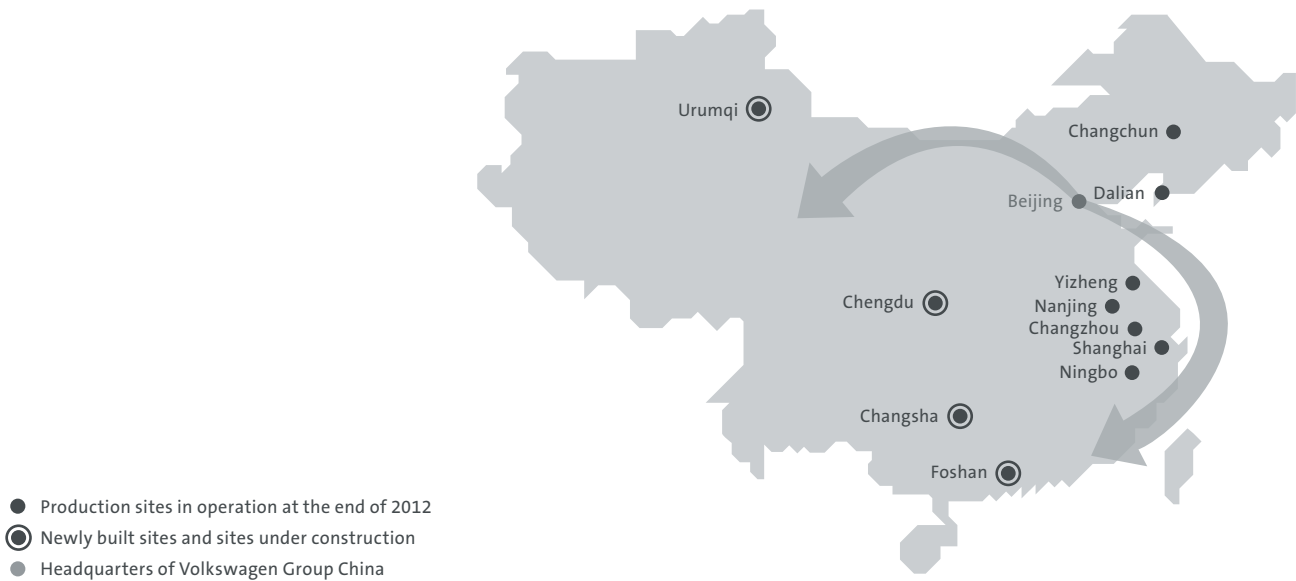 Urumqi
Changchun
Beijing
Dalian
Yizheng
Chengdu
Nanjing
Changzhou
Shanghai
Ningbo
Changsha
Foshan
Production sites in operation at the end of 2012
Newly built sites and sites under construction
Headquarters of Volkswagen Group China